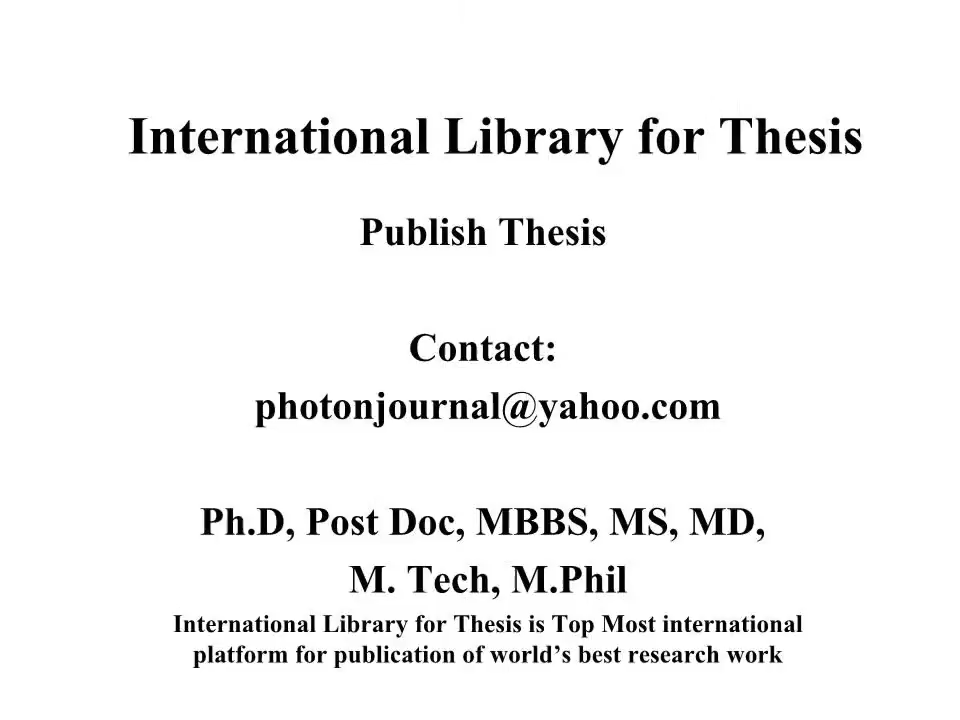 International Library for Thesis
Publish Thesis
Contact:
photonjournal@yahoo.com
Ph.D, Post Doc, MBBS, MS, MD,
M. Tech, M.Phil
International Library for Thesis is Top Most international
platform for publication of world’s best research work